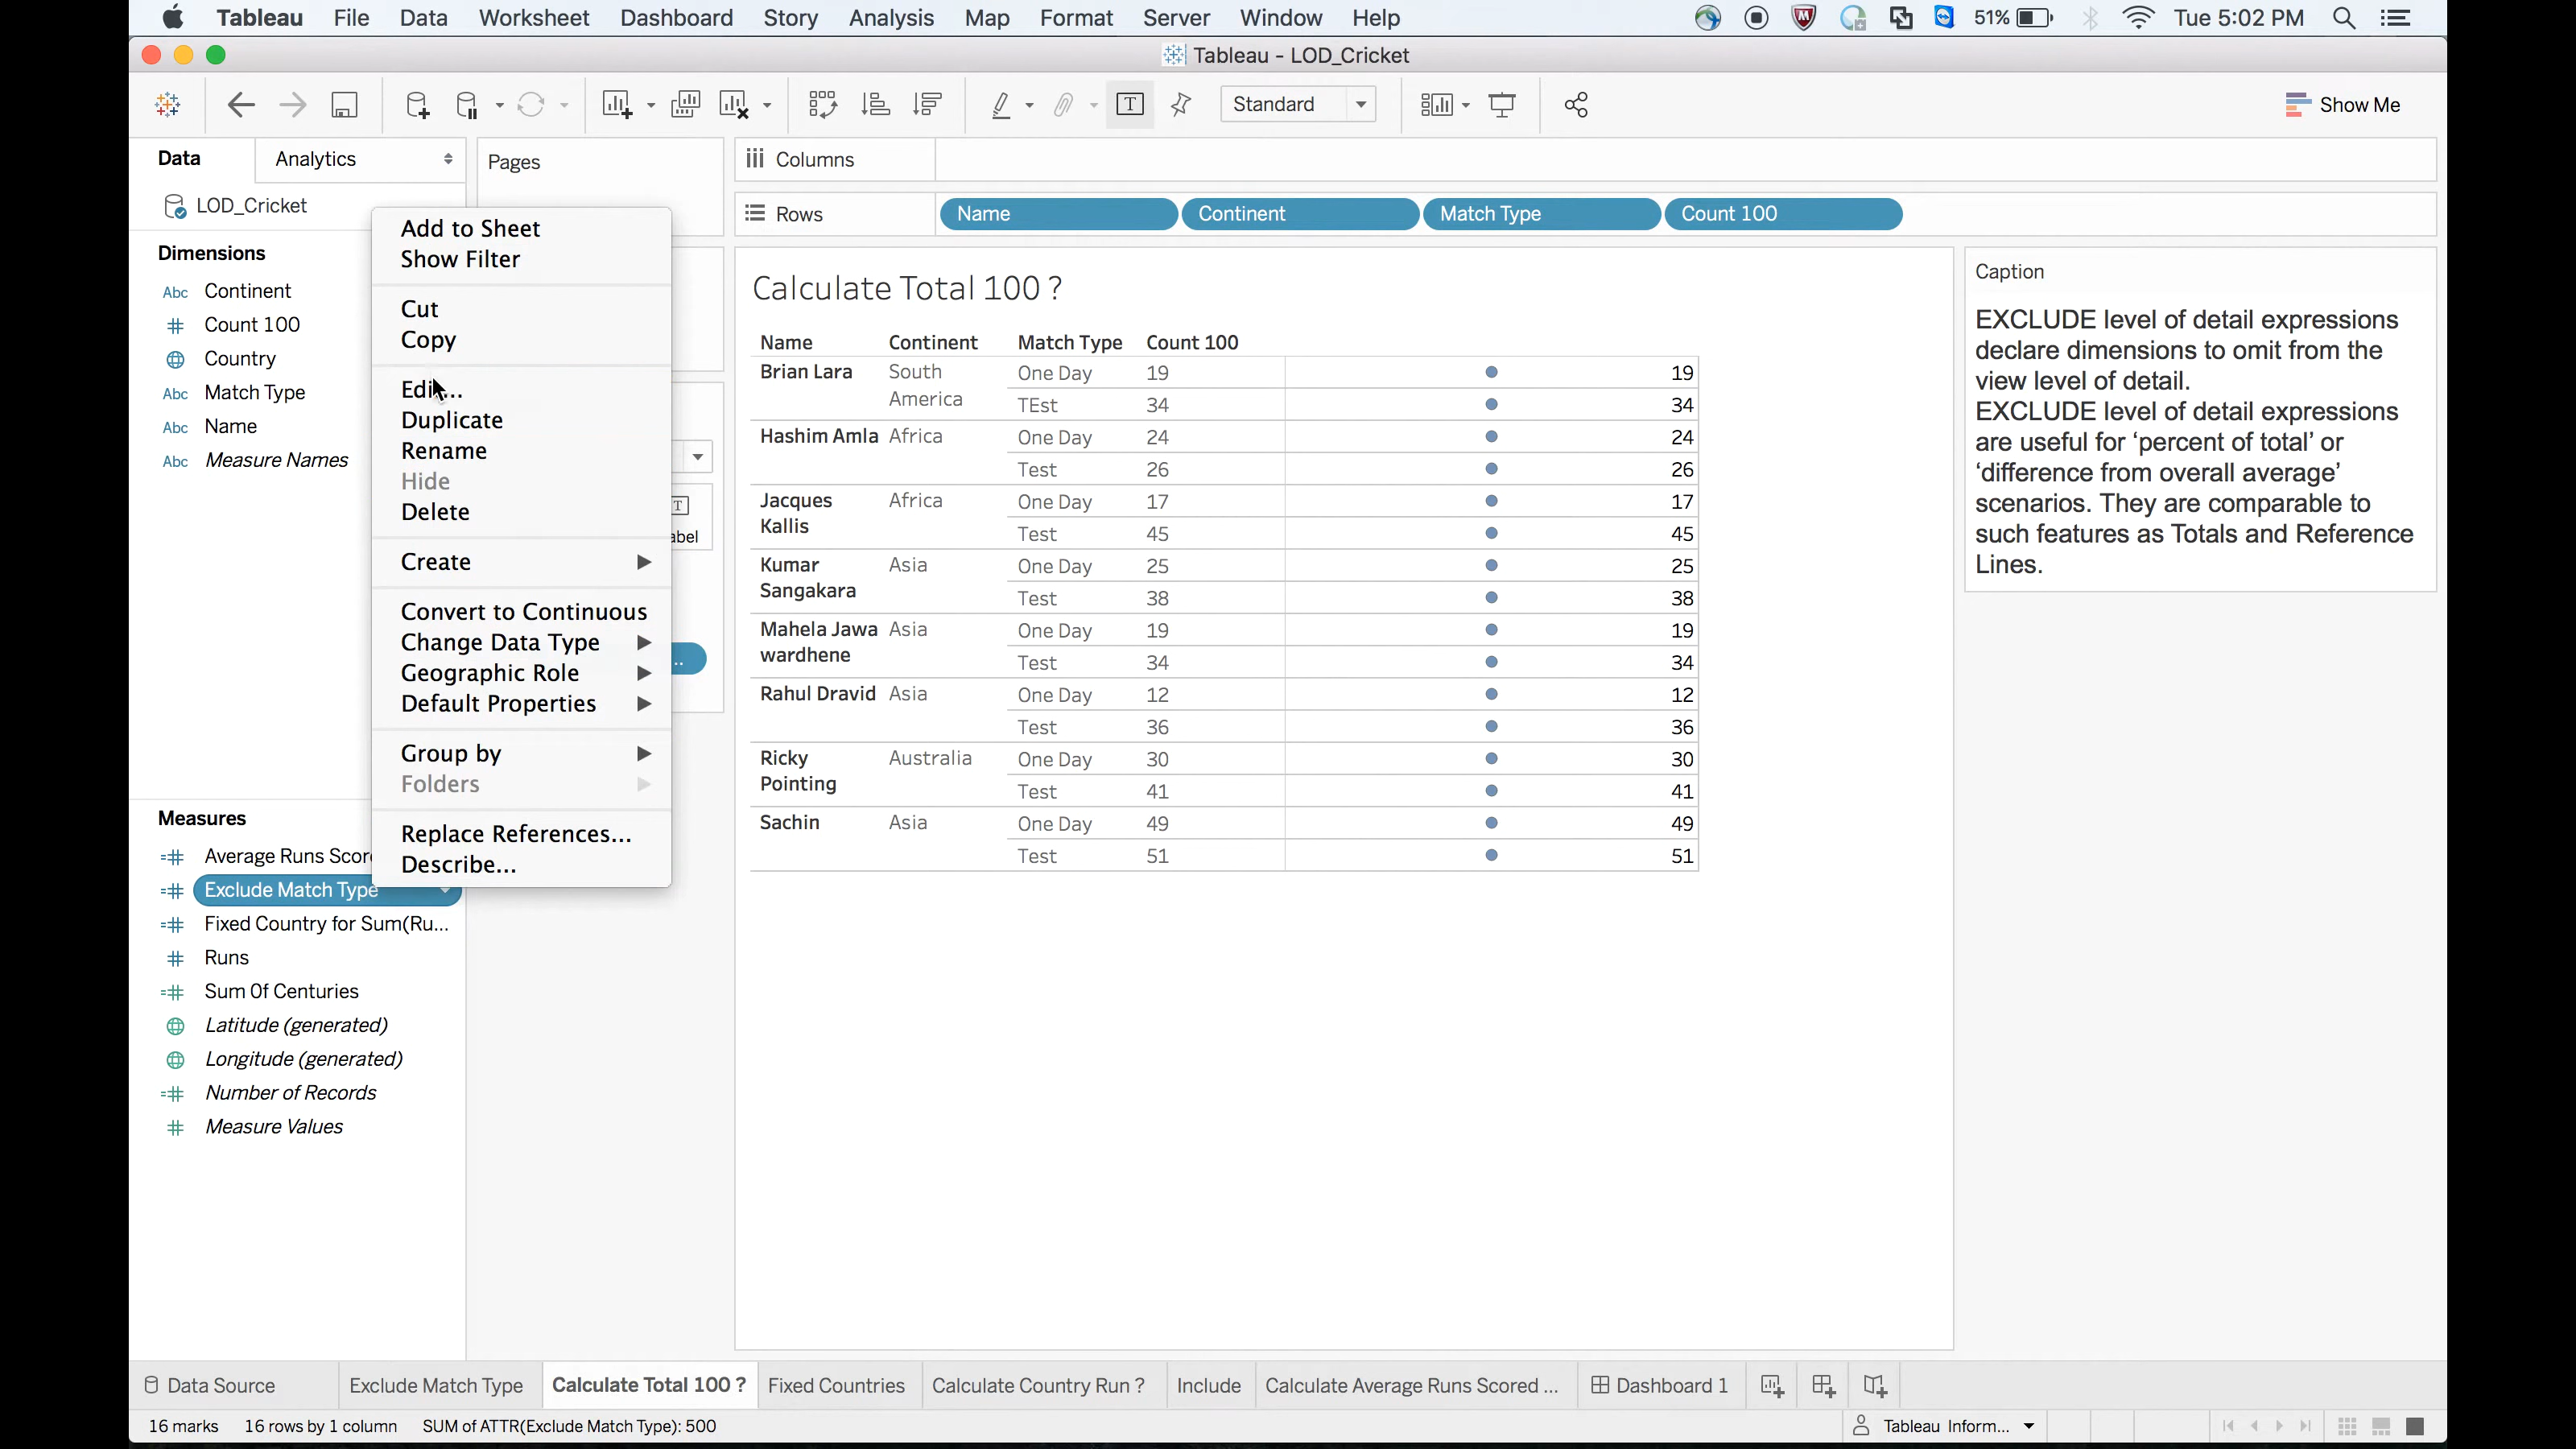 Tableau File Data Worksheet Dashboard Story Analysis Map Format Server Window Help 51% Tue 5:02 PM
Tableau - LOD_Cricket
Standard Show Me
Data Analytics Pages Columns
LOD_Cricket
Rows Name Continent Match Type Count 100
Dimensions
Continent
Count 100
Country
Match Type
Name
Measure Names
Abc
Abc
Abc
Abc
Add to Sheet
Show Filter
Cut
Copy
Duplicate
Rename
Hide
Delete
Create
Convert to Continuous
Change Data Type
Geographic Role
Default Properties
Group by
Folders
Replace References...
Describe...
Measures
Exclude Match Type
Average Runs
Fixed Country for Sum(Ru...
Runs
Sum Of Centuries
Latitude (generated)
Longitude (generated)
Number of Records
Measure Values
Calculate Total 100 ?
Name Continent Match Type Count 100
Brian Lara South America One Day 19 19
TEst 34 34
Hashim Amla Africa One Day 24 24
Test 26 26
Jacques Kallis Africa One Day 17 17
Test 45 45
Kumar Sangakara Asia One Day 25 25
Test 38 38
Mahela Jawa wardhene Asia One Day 19 19
Test 34 34
Rahul Dravid Asia One Day 12 12
Test 36 36
Ricky Pointing Australia One Day 30 30
Test 41 41
Sachin Asia One Day 49 49
Test 51 51
Caption
EXCLUDE level of detail expressions
declare dimensions to omit from the
view level of detail.
EXCLUDE level of detail expressions
are useful for ‘percent of total’ or
‘difference from overall average’
scenarios. They are comparable to
such features as Totals and Reference
Lines.
Data Source Exclude Match Type Calculate Total 100 ? Fixed Countries Calculate Country Run ? Include Calculate Average Runs Scored ... Dashboard 1
16 marks 16 rows by 1 column SUM of ATTR(Exclude Match Type): 500 Tableau Inform...